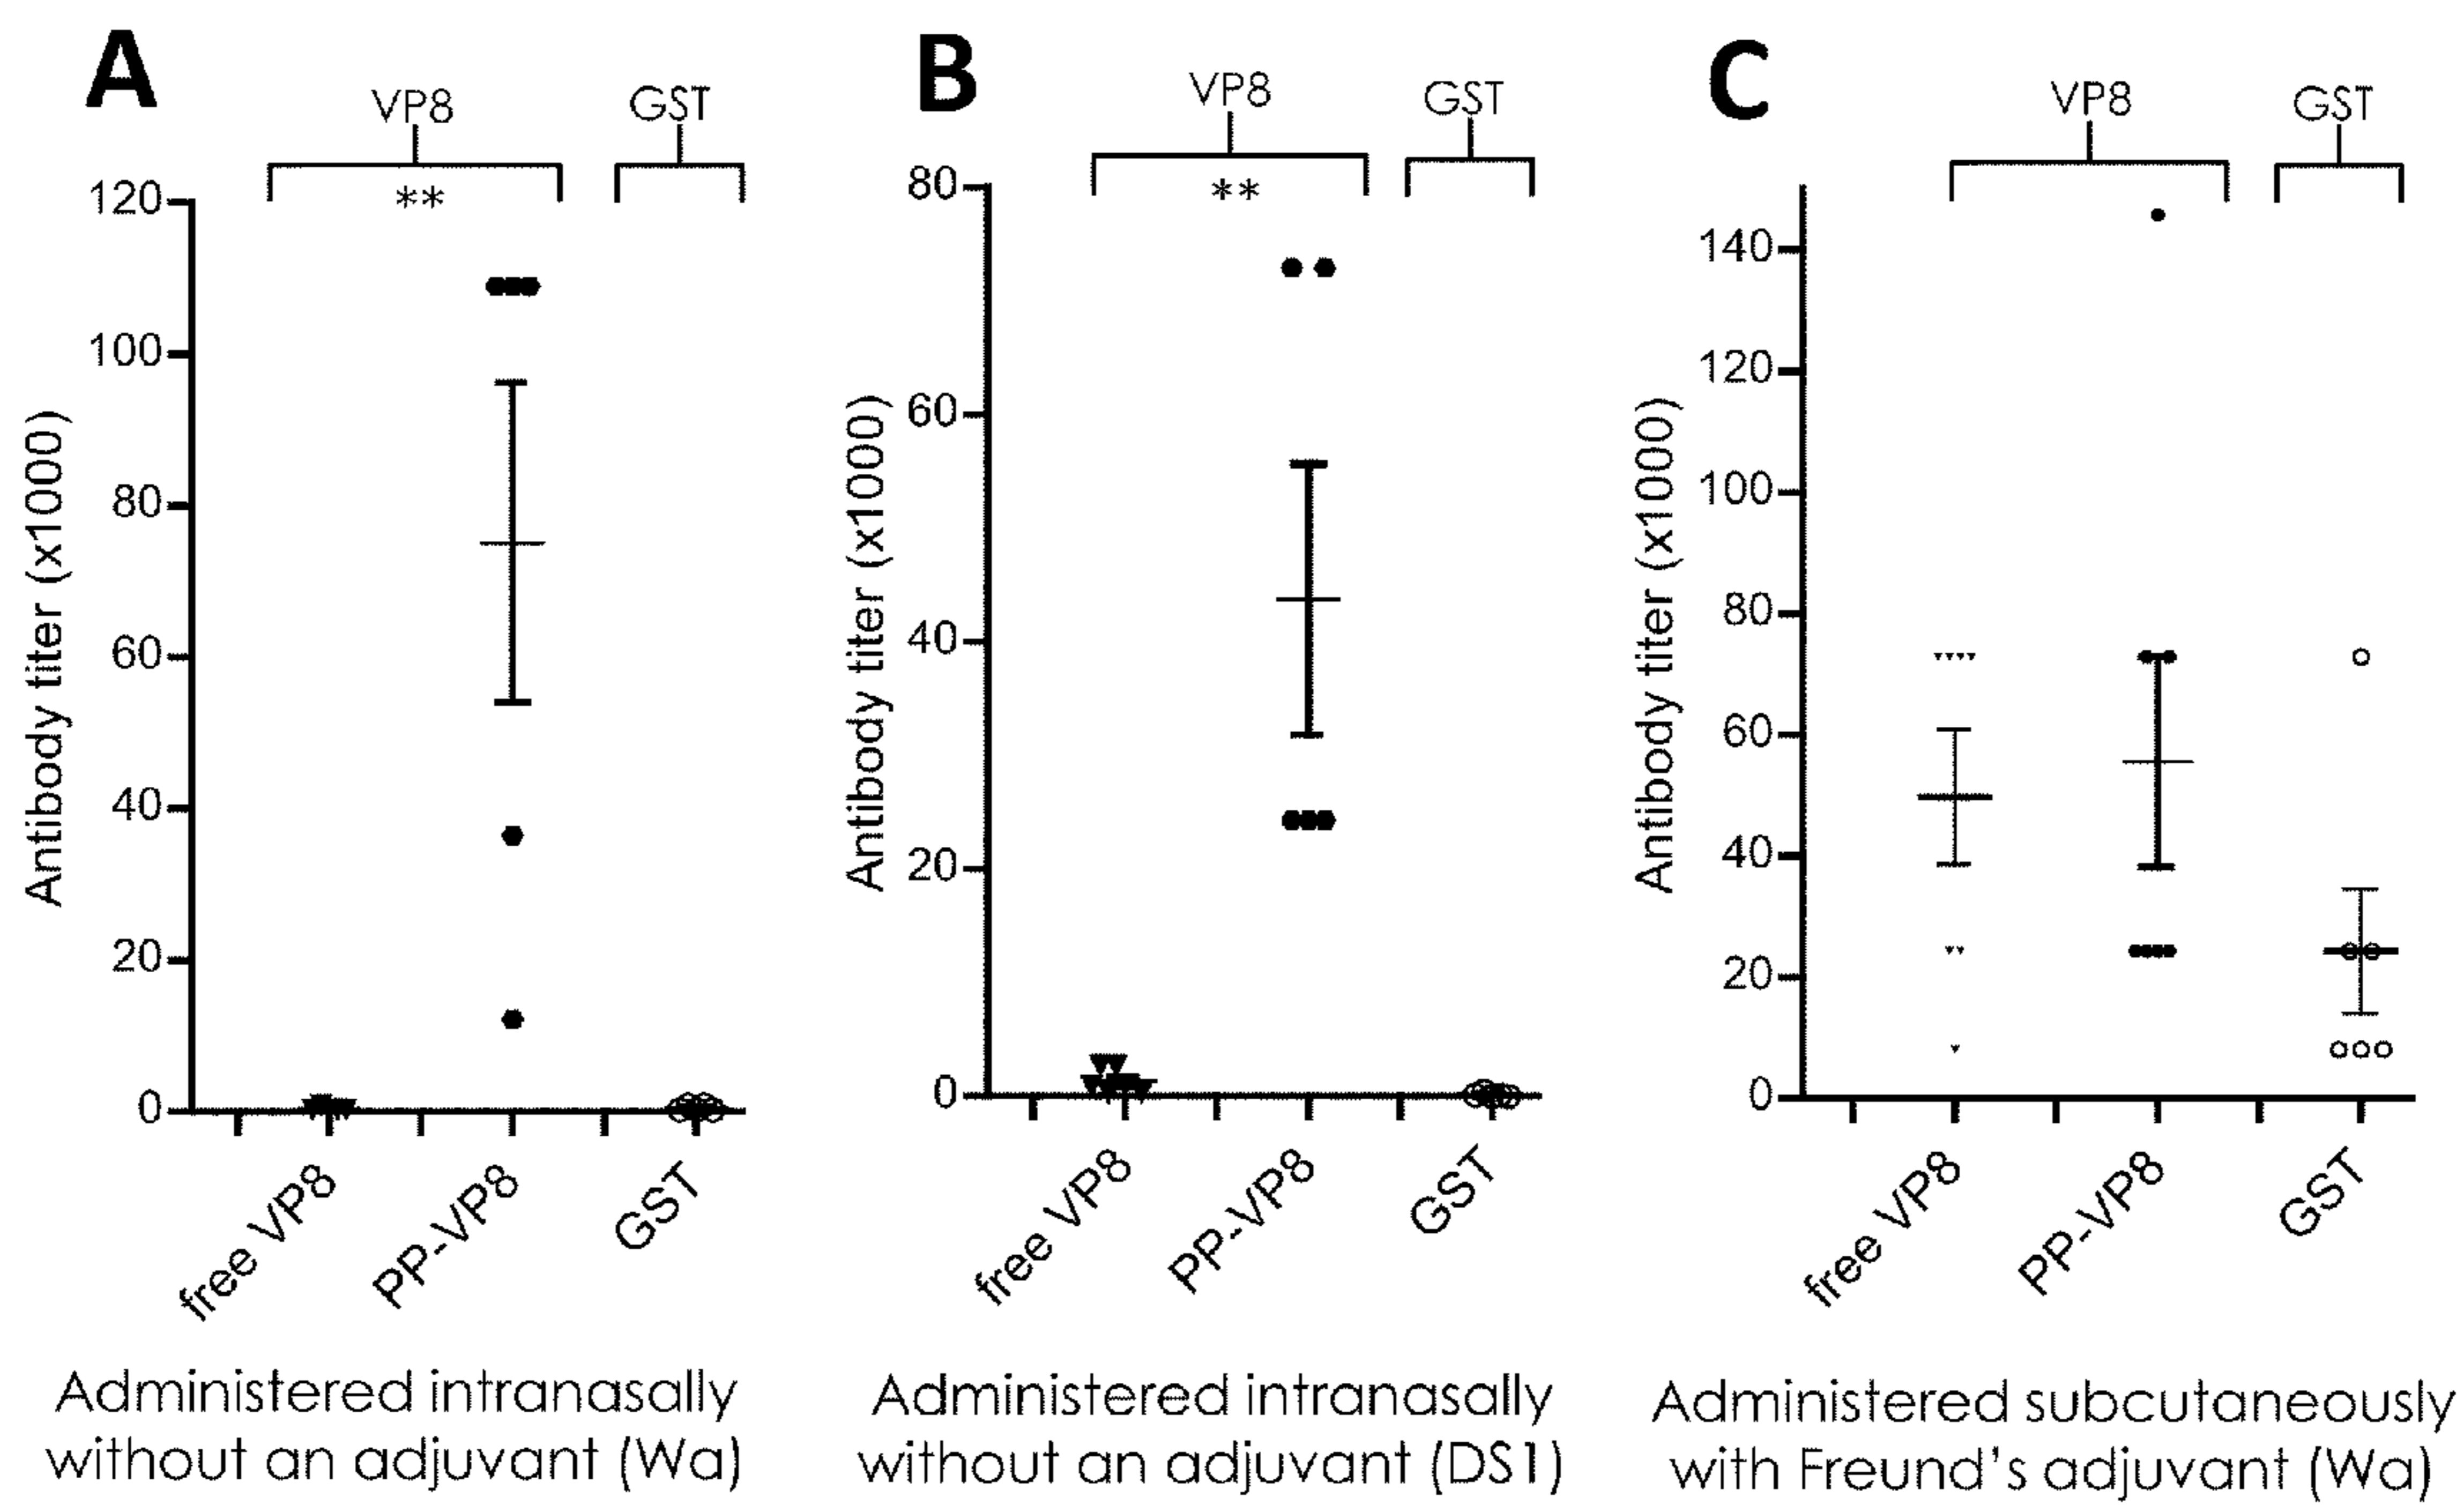 A
VP8
GST
**
120
100
80
60
40
20
0
Antibody titer (x1000)
free VP8
PP-VP8
GST
Administered intranasally
without an adjuvant (Wa)
B
VP8
GST
**
80
60
40
20
0
Antibody titer (x1000)
free VP8
PP-VP8
GST
Administered intranasally
without an adjuvant (DS1)
C
VP8
GST
140
120
100
80
60
40
20
0
Antibody titer (x1000)
free VP8
PP-VP8
GST
Administered subcutaneously
with Freund's adjuvant (Wa)